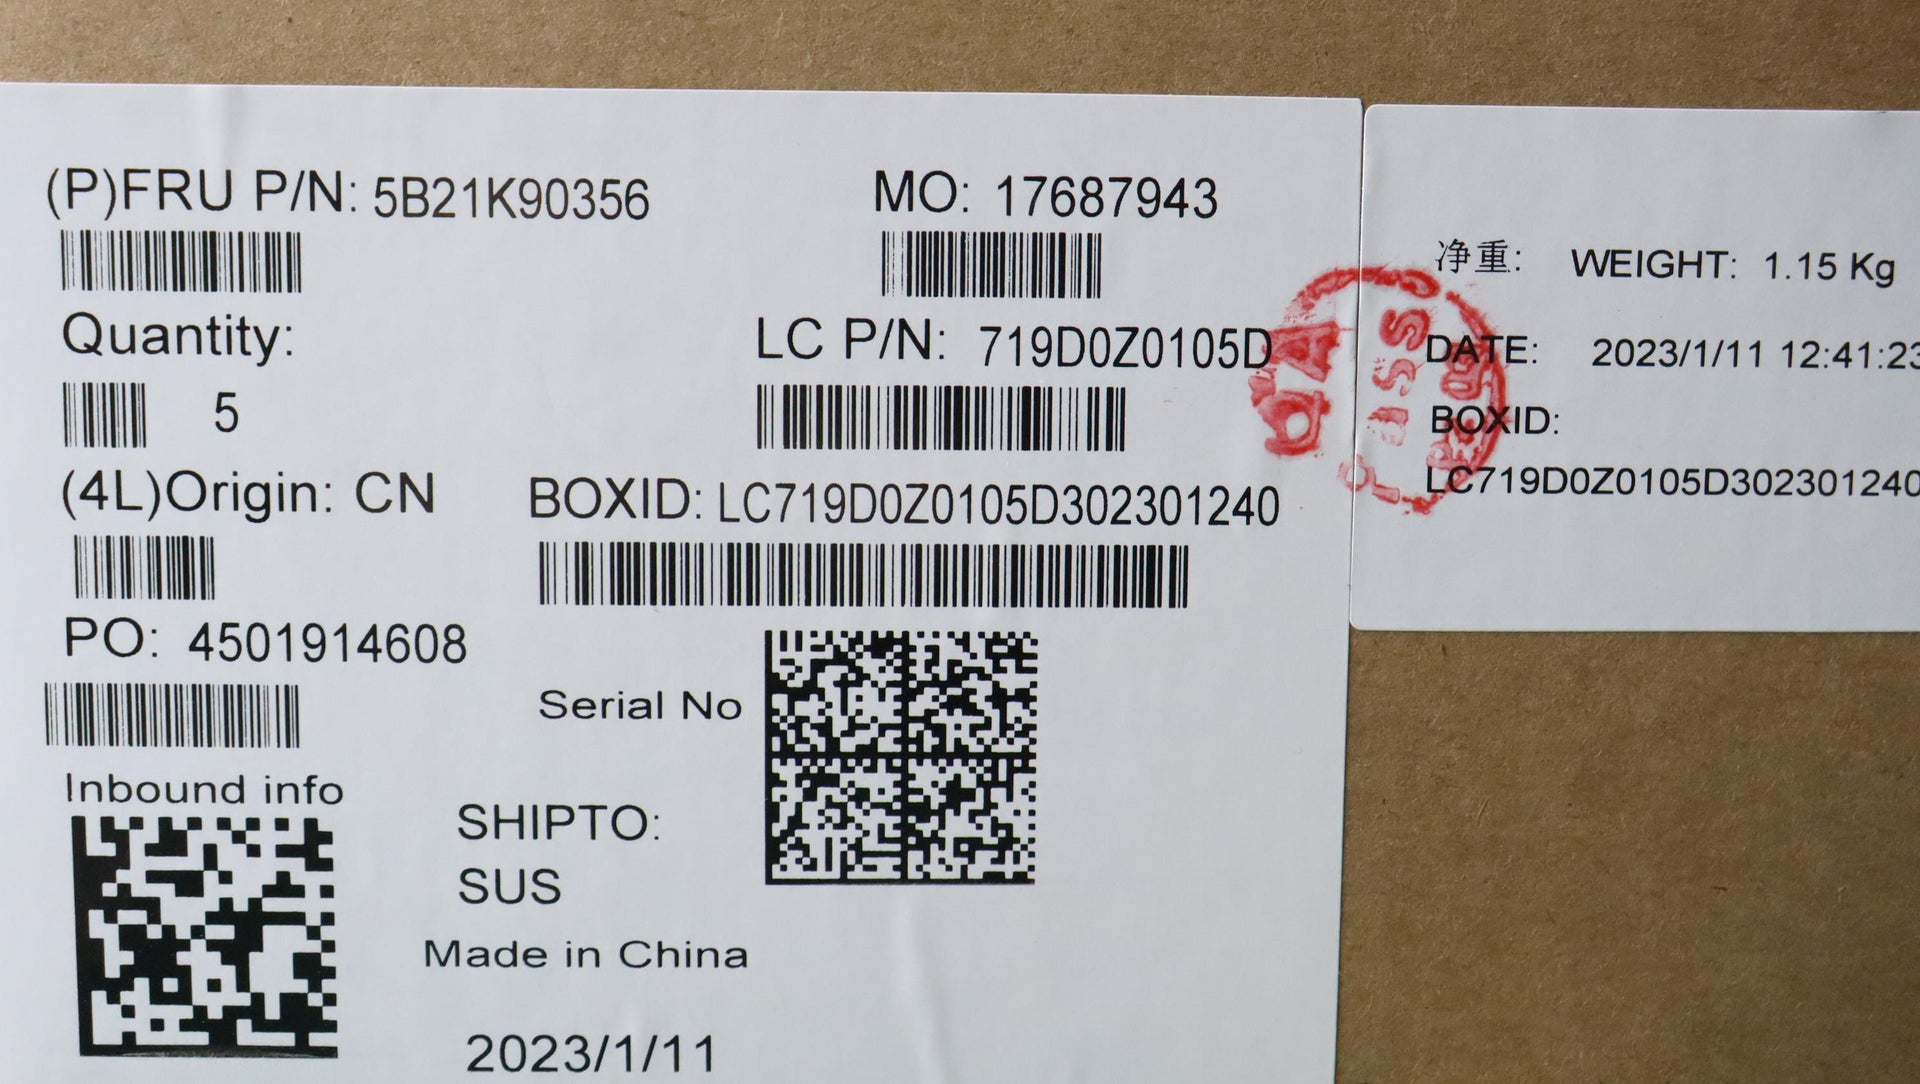 (P)FRU P/N: 5B21K90356
MO: 17687943
Quantity:
5
LC P/N: 719D0Z0105D
(4L)Origin: CN
BOXID: LC719D0Z0105D302301240
PO: 4501914608
Serial No
Inbound info
SHIPTO:
SUS
Made in China
2023/1/11
净重: WEIGHT: 1.15 Kg
DATE: 2023/1/11 12:41:23
BOXID:
LC719D0Z0105D302301240
QA
Pass